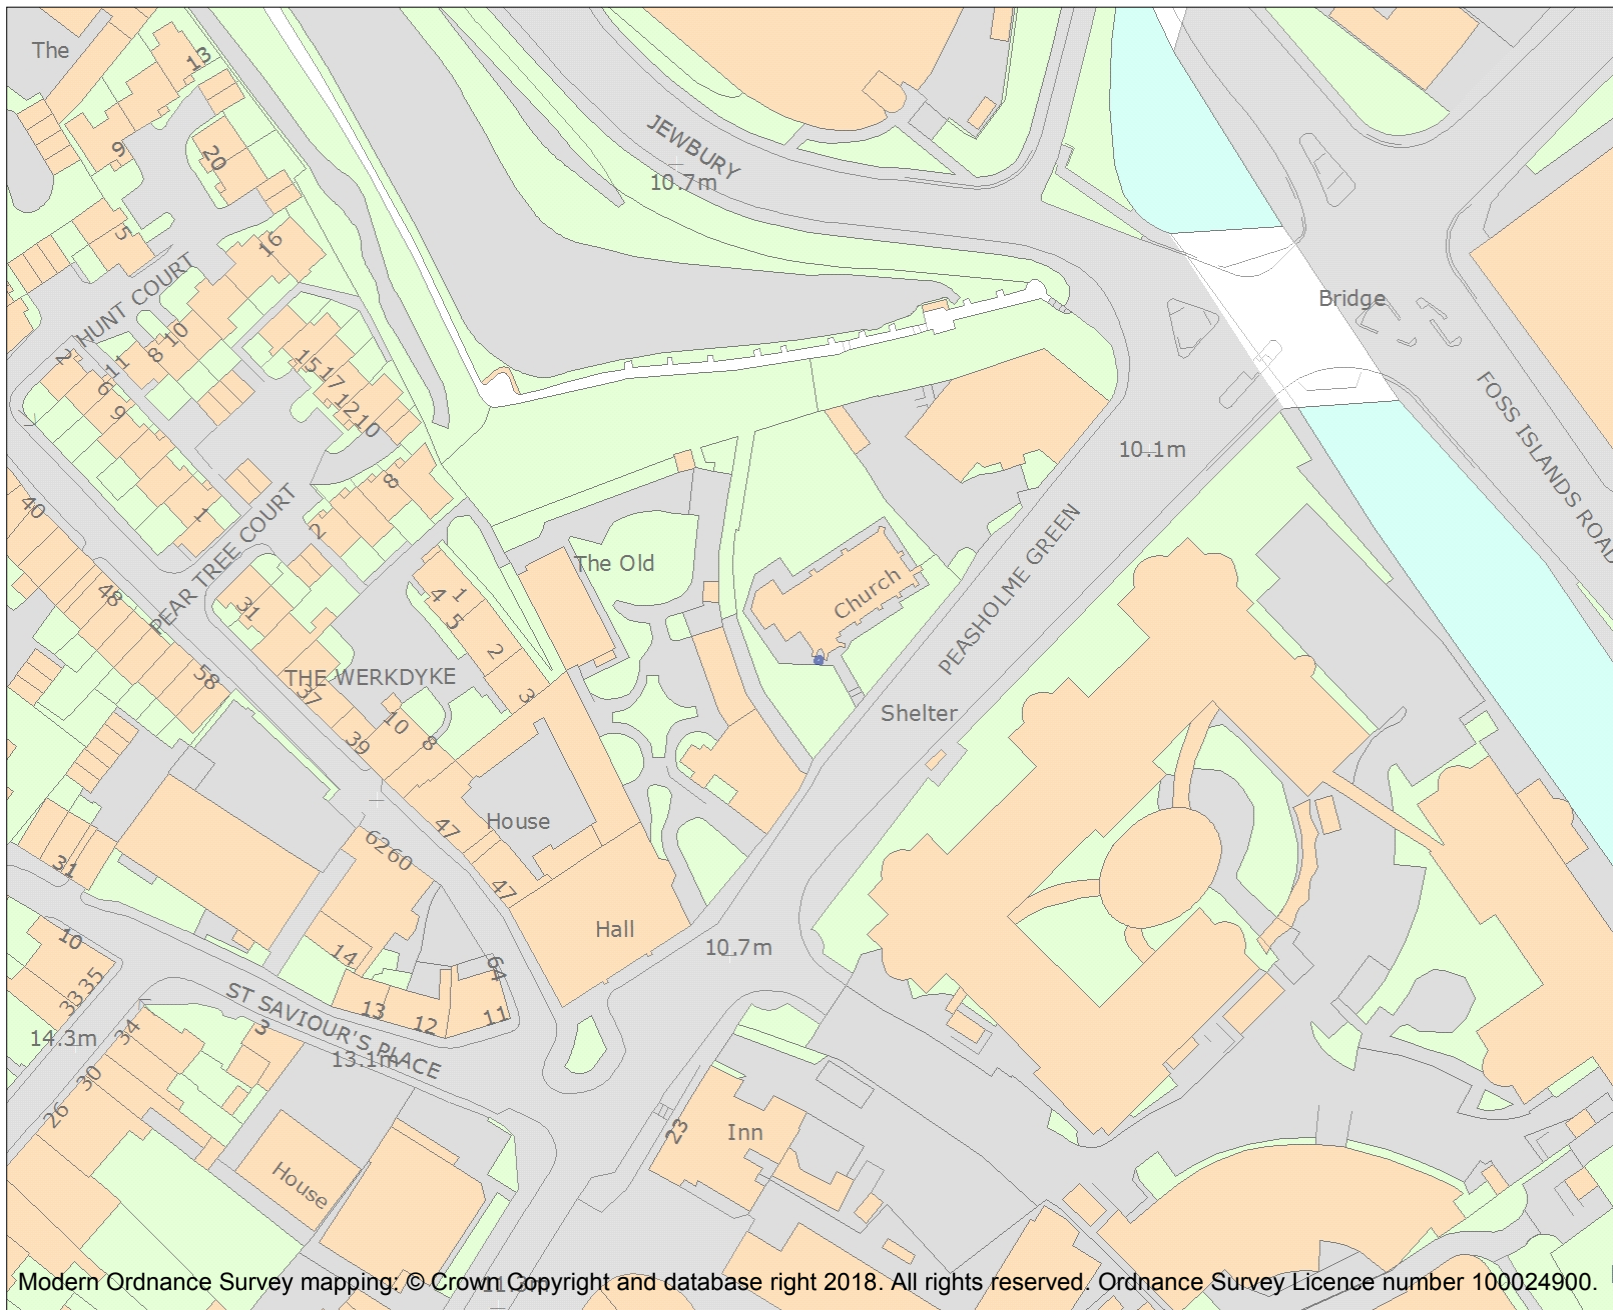 The
13
9
20
JEWBURY
10.7m
5
16
HUNT COURT
Bridge
2
11
8
10
6
9
15
17
12
10
FOSS ISLANDS ROAD
10.1m
8
40
1
2
PEAR TREE COURT
PEASHOLME GREEN
The Old
Church
48
31
4
1
5
2
3
58
THE WERKDYKE
37
39
10
8
Shelter
House
47
6260
47
31
Hall
10.7m
10
14
64
33
35
ST SAVIOUR'S PLACE
13
12
11
14.3m
34
3
13.1m
30
26
23
Inn
House
11.3m
Modern Ordnance Survey mapping: © Crown Copyright and database right 2018. All rights reserved. Ordnance Survey Licence number 100024900.